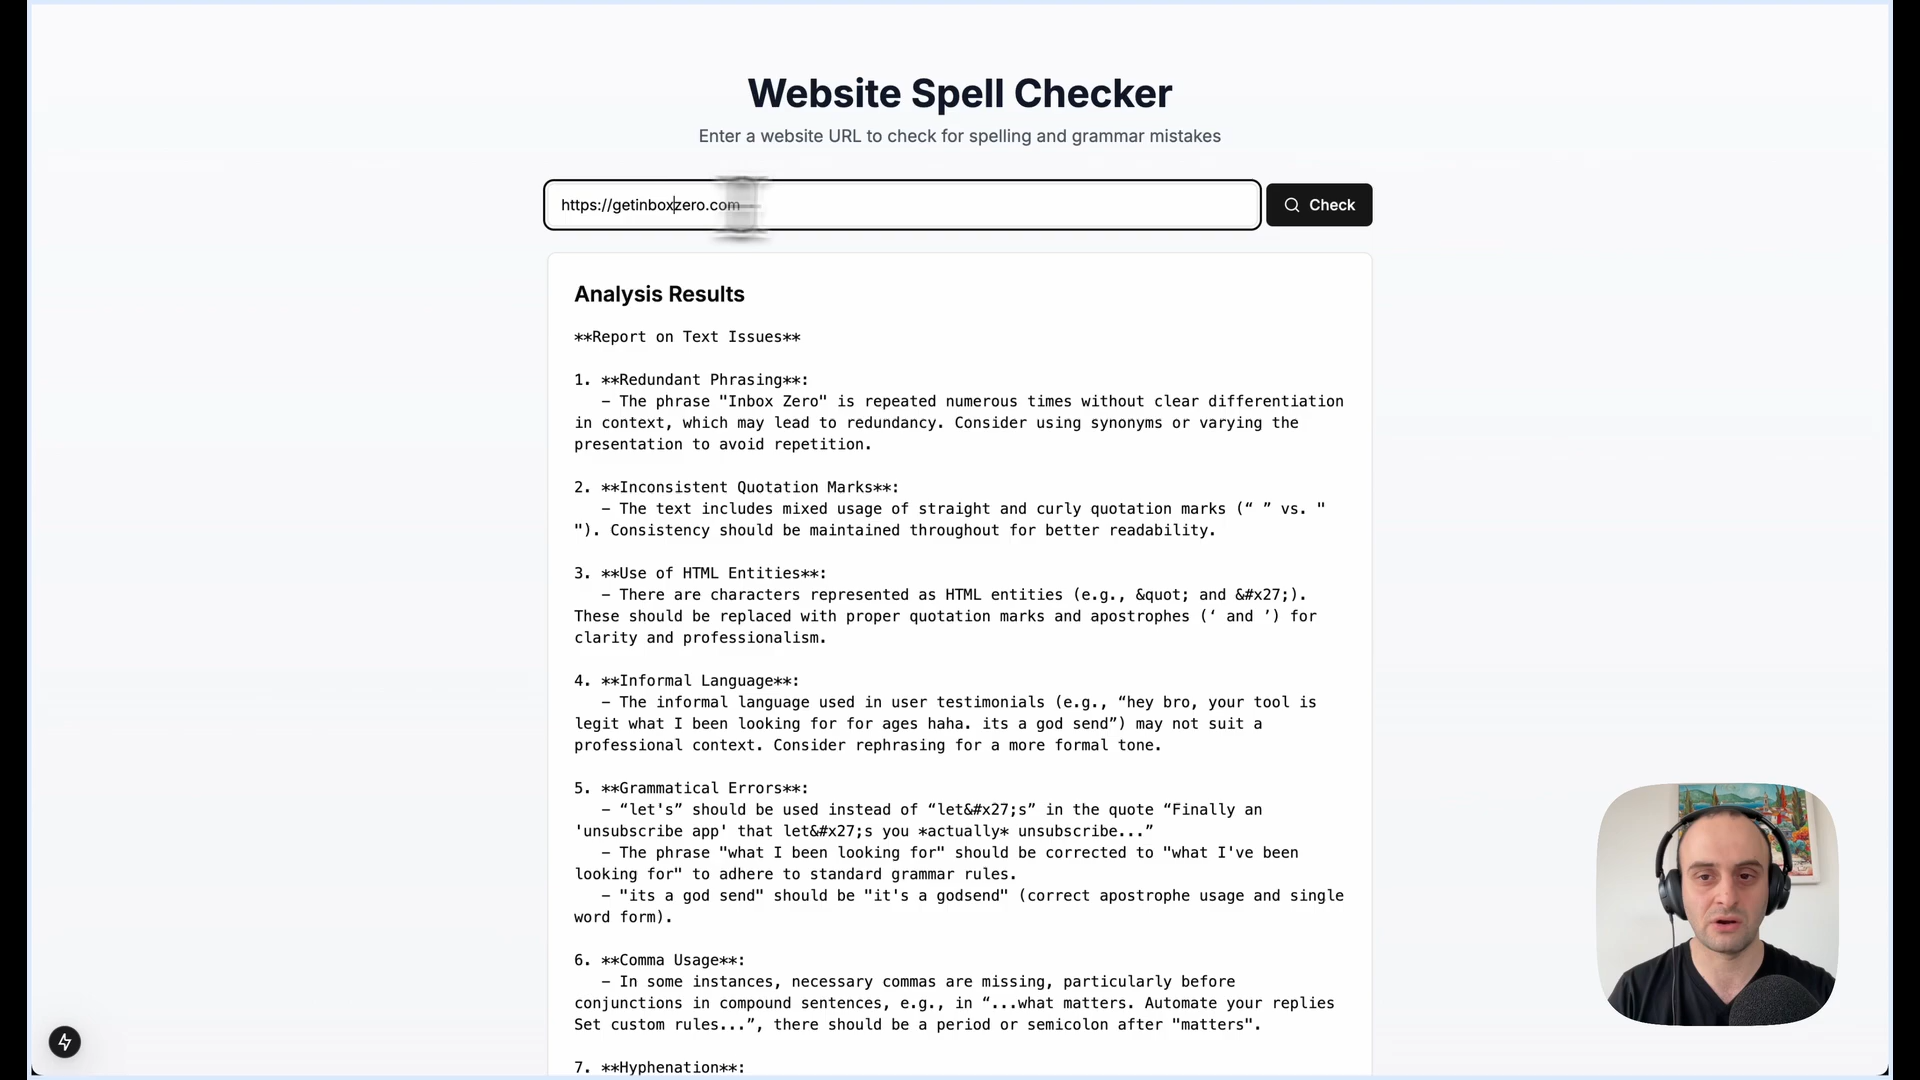 Website Spell Checker
Enter a website URL to check for spelling and grammar mistakes
https://getinboxzero.com
Check
Analysis Results
**Report on Text Issues**
1. **Redundant Phrasing**:
– The phrase "Inbox Zero" is repeated numerous times without clear differentiation
in context, which may lead to redundancy. Consider using synonyms or varying the
presentation to avoid repetition.
2. **Inconsistent Quotation Marks**:
– The text includes mixed usage of straight and curly quotation marks (“ ” vs. "
"). Consistency should be maintained throughout for better readability.
3. **Use of HTML Entities**:
– There are characters represented as HTML entities (e.g., &quot; and &#x27;).
These should be replaced with proper quotation marks and apostrophes (‘ and ’) for
clarity and professionalism.
4. **Informal Language**:
– The informal language used in user testimonials (e.g., “hey bro, your tool is
legit what I been looking for for ages haha. its a god send”) may not suit a
professional context. Consider rephrasing for a more formal tone.
5. **Grammatical Errors**:
– “let's” should be used instead of “let&#x27;s” in the quote “Finally an
'unsubscribe app' that let&#x27;s you *actually* unsubscribe...”
– The phrase "what I been looking for" should be corrected to "what I've been
looking for" to adhere to standard grammar rules.
– "its a god send" should be "it's a godsend" (correct apostrophe usage and single
word form).
6. **Comma Usage**:
– In some instances, necessary commas are missing, particularly before
conjunctions in compound sentences, e.g., in “...what matters. Automate your replies
Set custom rules...”, there should be a period or semicolon after "matters".
7. **Hyphenation**: